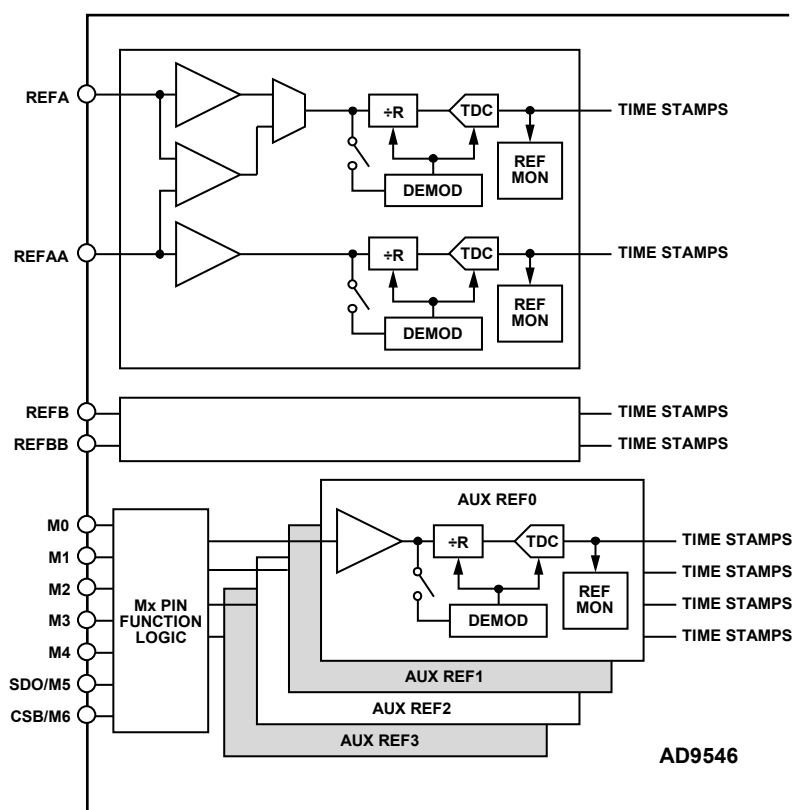 REFA
÷R
TDC
TIME STAMPS
REF
MON
DEMOD
REFAA
÷R
TDC
TIME STAMPS
REF
MON
DEMOD
REFB
TIME STAMPS
REFBB
TIME STAMPS
AUX REF0
M0
M1
M2
M3
M4
SDO/M5
CSB/M6
Mx PIN
FUNCTION
LOGIC
÷R
TDC
TIME STAMPS
TIME STAMPS
TIME STAMPS
TIME STAMPS
REF
MON
DEMOD
AUX REF1
AUX REF2
AUX REF3
AD9546